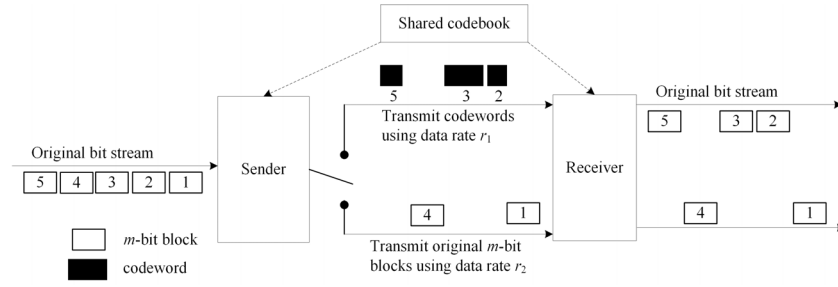 Shared codebook
5 3 2
Transmit codewords
using data rate r1
Original bit stream
5 3 2
Original bit stream
5 4 3 2 1
Sender
Receiver
4 1
4 1
Transmit original m-bit
blocks using data rate r2
m-bit block
codeword